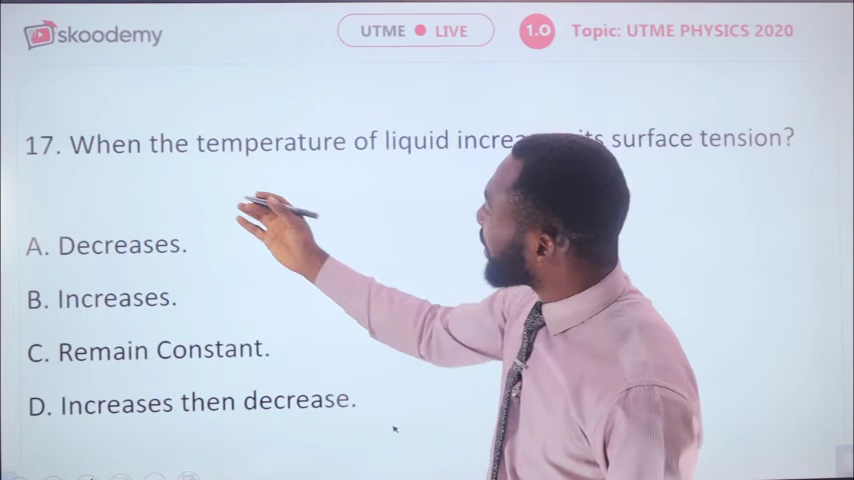 skoodemy
UTME LIVE
1.0
Topic: UTME PHYSICS 2020
17. When the temperature of liquid its surface tension?
A. Decreases.
B. Increases.
C. Remain Constant.
D. Increases then decrease.